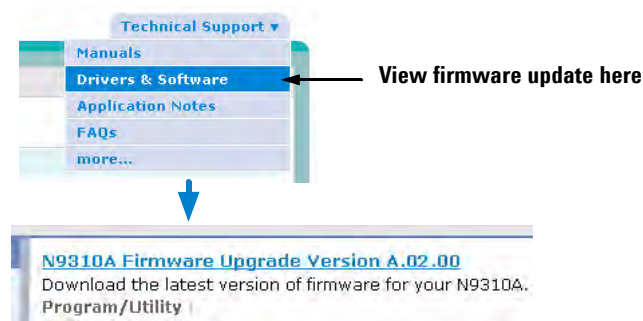 Technical Support ▼
Manuals
Drivers & Software
View firmware update here
Application Notes
FAQs
more...
N9310A Firmware Upgrade Version A.02.00
Download the latest version of firmware for your N9310A.
Program/Utility